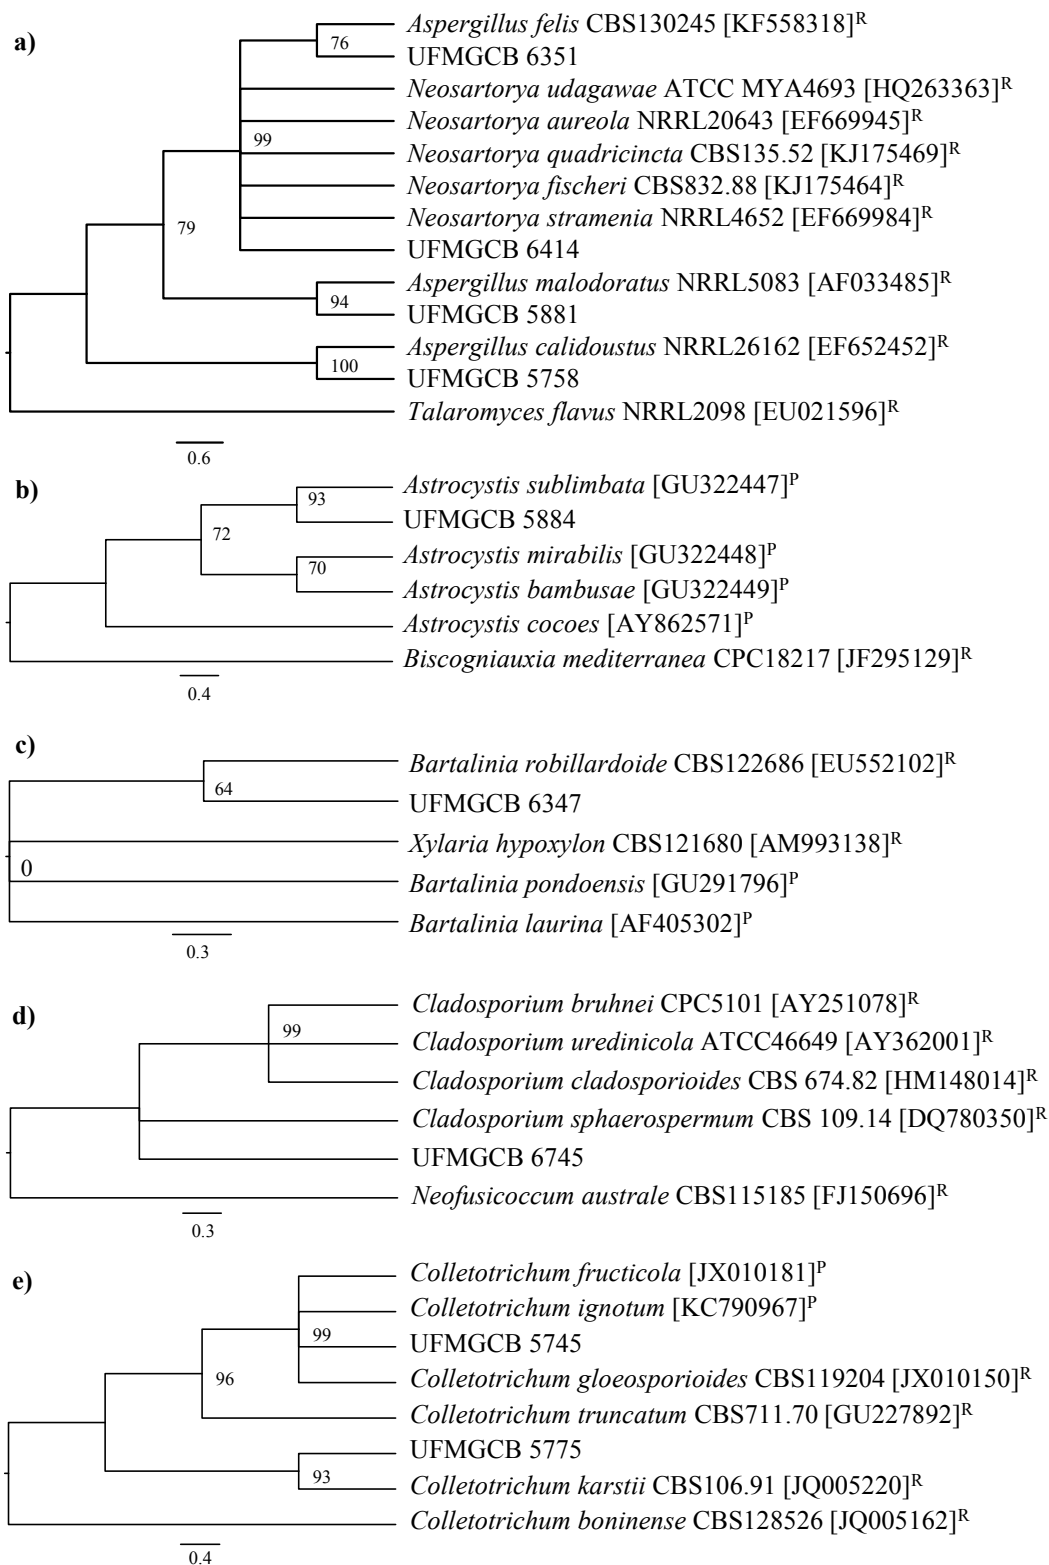 a)
Aspergillus felis CBS130245 [KF558318]ᴿ
76
UFMGCB 6351
Neosartorya udagawae ATCC MYA4693 [HQ263363]ᴿ
Neosartorya aureola NRRL20643 [EF669945]ᴿ
99
Neosartorya quadricincta CBS135.52 [KJ175469]ᴿ
Neosartorya fischeri CBS832.88 [KJ175464]ᴿ
Neosartorya stramenia NRRL4652 [EF669984]ᴿ
79
UFMGCB 6414
Aspergillus malodoratus NRRL5083 [AF033485]ᴿ
94
UFMGCB 5881
Aspergillus calidoustus NRRL26162 [EF652452]ᴿ
100
UFMGCB 5758
Talaromyces flavus NRRL2098 [EU021596]ᴿ
0.6
b)
Astrocystis sublimbata [GU322447]ᴾ
93
UFMGCB 5884
72
Astrocystis mirabilis [GU322448]ᴾ
70
Astrocystis bambusae [GU322449]ᴾ
Astrocystis cocoes [AY862571]ᴾ
Biscogniauxia mediterranea CPC18217 [JF295129]ᴿ
0.4
c)
Bartalinia robillardoide CBS122686 [EU552102]ᴿ
64
UFMGCB 6347
Xylaria hypoxylon CBS121680 [AM993138]ᴿ
0
Bartalinia pondoensis [GU291796]ᴾ
Bartalinia laurina [AF405302]ᴾ
0.3
d)
Cladosporium bruhnei CPC5101 [AY251078]ᴿ
99
Cladosporium uredinicola ATCC46649 [AY362001]ᴿ
Cladosporium cladosporioides CBS 674.82 [HM148014]ᴿ
Cladosporium sphaerospermum CBS 109.14 [DQ780350]ᴿ
UFMGCB 6745
Neofusicoccum australe CBS115185 [FJ150696]ᴿ
0.3
e)
Colletotrichum fructicola [JX010181]ᴾ
Colletotrichum ignotum [KC790967]ᴾ
99
UFMGCB 5745
96
Colletotrichum gloeosporioides CBS119204 [JX010150]ᴿ
Colletotrichum truncatum CBS711.70 [GU227892]ᴿ
UFMGCB 5775
93
Colletotrichum karstii CBS106.91 [JQ005220]ᴿ
Colletotrichum boninense CBS128526 [JQ005162]ᴿ
0.4